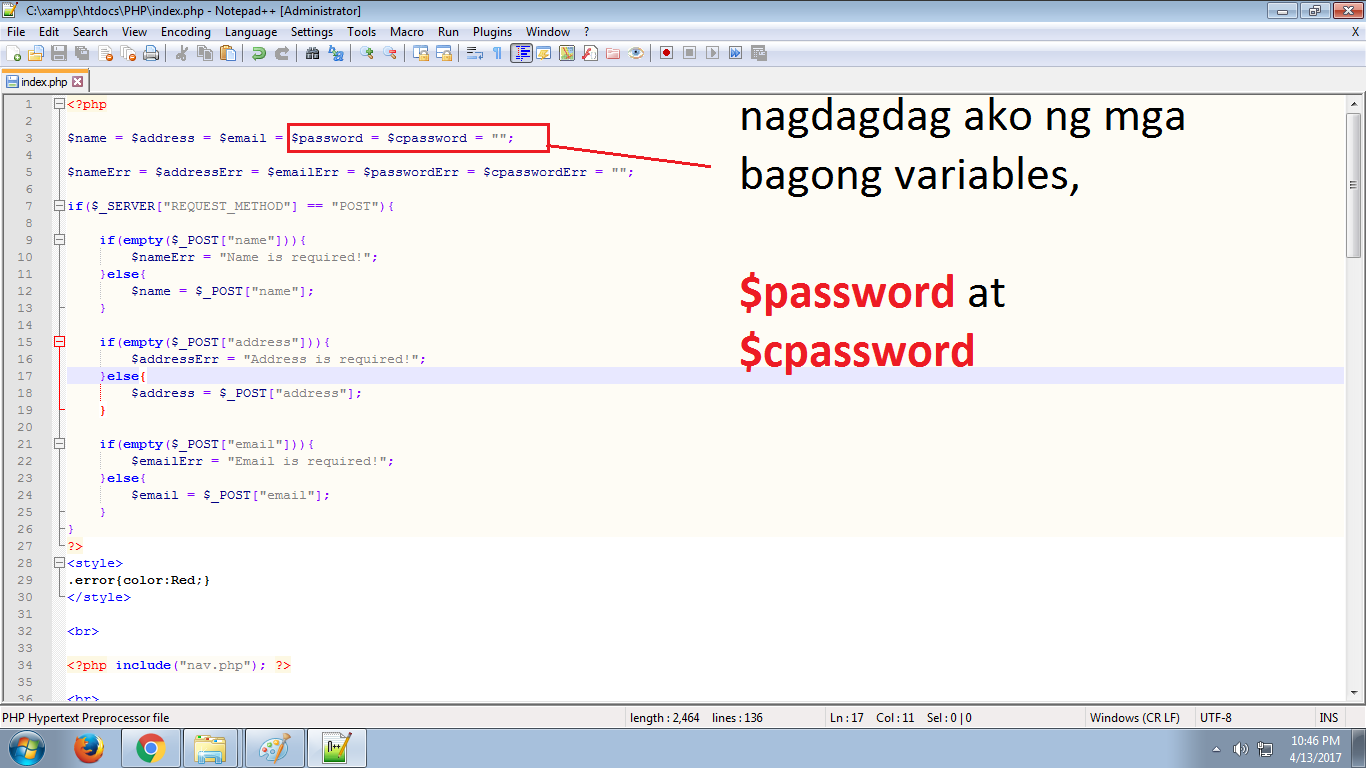 C:\xampp\htdocs\PHP\index.php - Notepad++ [Administrator]
File Edit Search View Encoding Language Settings Tools Macro Run Plugins Window ? X
index.php
1 <?php
2
3 $name = $address = $email = $password = $cpassword = "";
4
5 $nameErr = $addressErr = $emailErr = $passwordErr = $cpasswordErr = "";
6
7 if($_SERVER["REQUEST_METHOD"] == "POST"){
8
9 if(empty($_POST["name"])){
10 $nameErr = "Name is required!";
11 }else{
12 $name = $_POST["name"];
13 }
14
15 if(empty($_POST["address"])){
16 $addressErr = "Address is required!";
17 }else{
18 $address = $_POST["address"];
19 }
20
21 if(empty($_POST["email"])){
22 $emailErr = "Email is required!";
23 }else{
24 $email = $_POST["email"];
25 }
26 }
27 ?>
28 <style>
29 .error{color:Red;}
30 </style>
31
32 <br>
33
34 <?php include("nav.php"); ?>
35
36 <br>
nagdagdag ako ng mga
bagong variables,
$password at
$cpassword
PHP Hypertext Preprocessor file length : 2,464 lines : 136 Ln : 17 Col : 11 Sel : 0 | 0 Windows (CR LF) UTF-8 INS
10:46 PM
4/13/2017